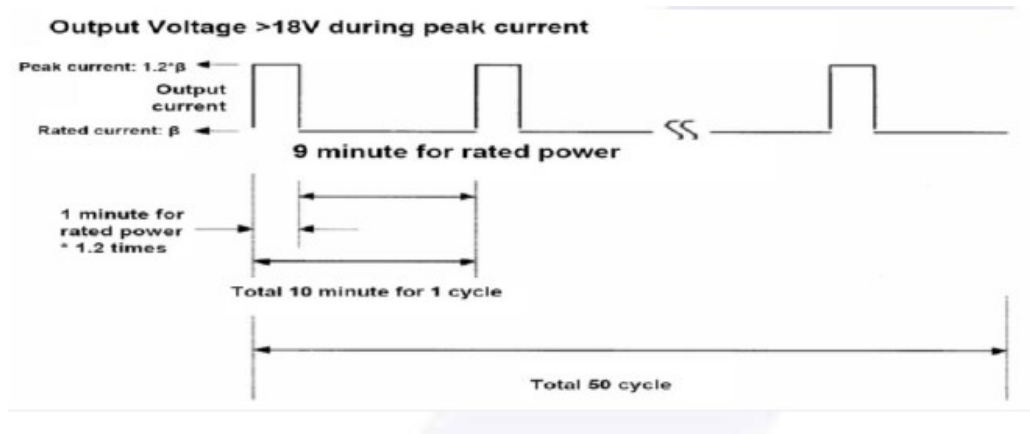 Output Voltage >18V during peak current
Peak current: 1.2*β
Output
current
Rated current: β
9 minute for rated power
1 minute for
rated power
* 1.2 times
Total 10 minute for 1 cycle
Total 50 cycle